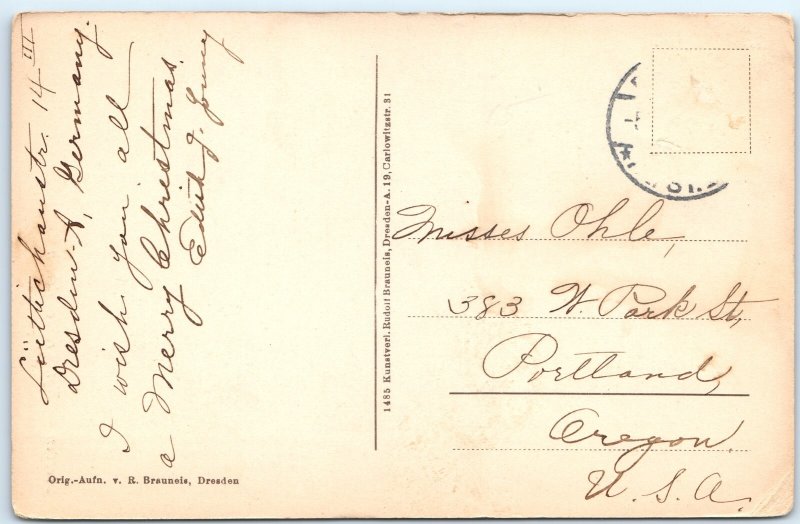 Lüttichaustr. 14 III
Dresden-A, Germany.
I wish you all
a Merry Christmas.
Edith J.
Orig.-Aufn. v. R. Brauneis, Dresden
1485 Kunstverl. Rudolf Brauneis, Dresden-A. 19, Carlowitzstr. 31
Misses Ohle,
383 W. Park St,
Portland,
Oregon.
U. S. A.